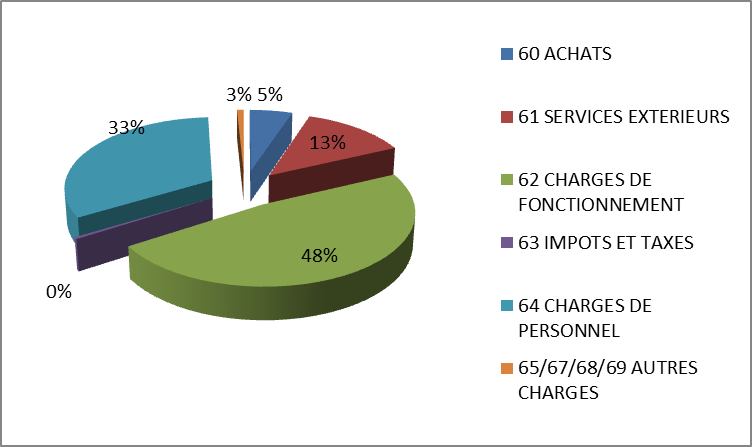 3% 5%
13%
33%
48%
0%
60 ACHATS
61 SERVICES EXTERIEURS
62 CHARGES DE
FONCTIONNEMENT
63 IMPOTS ET TAXES
64 CHARGES DE
PERSONNEL
65/67/68/69 AUTRES
CHARGES